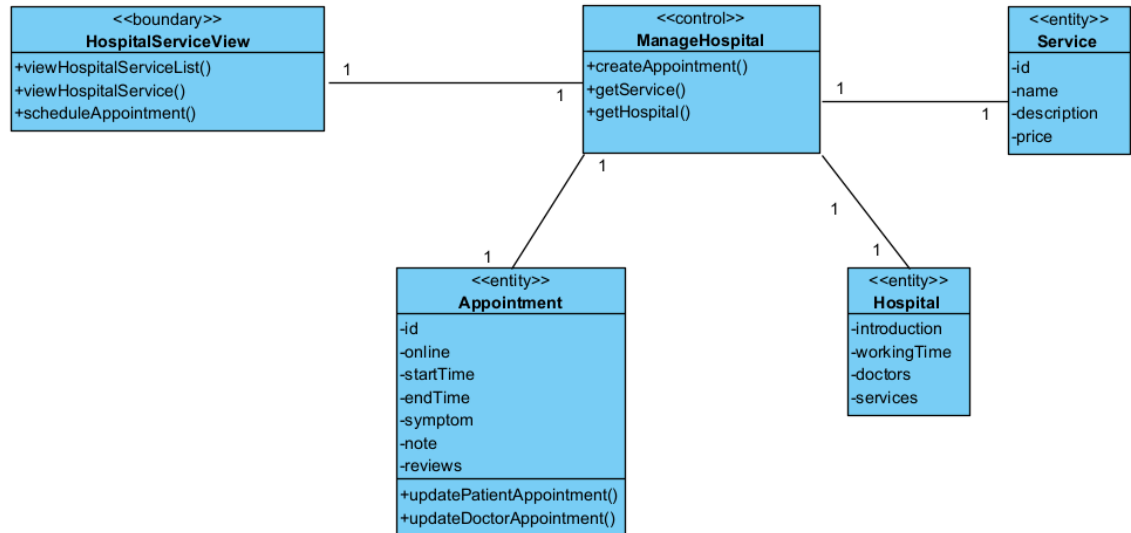 <<boundary>>
HospitalServiceView
+viewHospitalServiceList()
+viewHospitalService()
+scheduleAppointment()
1
1
<<control>>
ManageHospital
+createAppointment()
+getService()
+getHospital()
1
1
<<entity>>
Service
-id
-name
-description
-price
1
1
1
1
<<entity>>
Appointment
-id
-online
-startTime
-endTime
-symptom
-note
-reviews
+updatePatientAppointment()
+updateDoctorAppointment()
<<entity>>
Hospital
-introduction
-workingTime
-doctors
-services